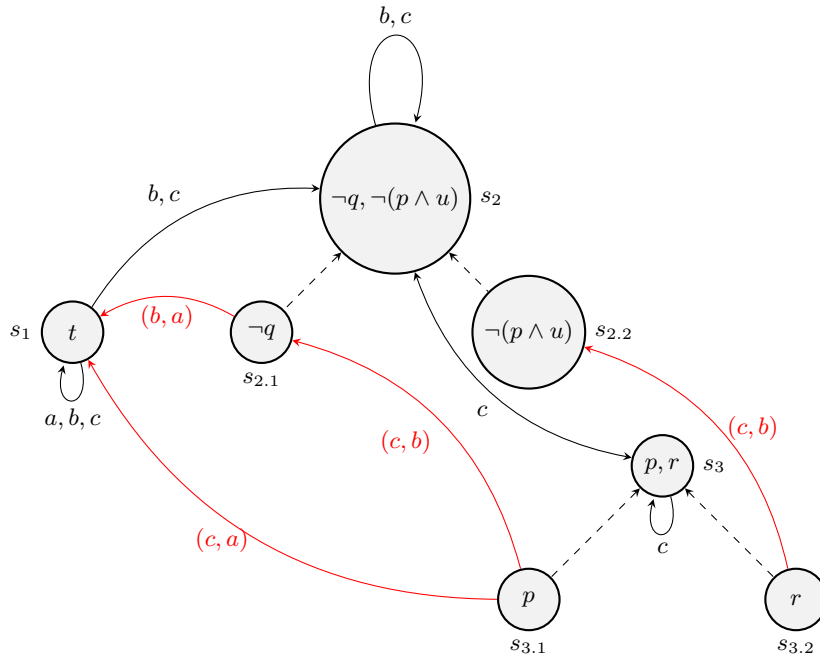 b, c
¬q, ¬(p ∧ u)
s₂
b, c
(b, a)
s₁
t
¬q
¬(p ∧ u)
s₂.₂
s₂.₁
a, b, c
c
(c, b)
(c, b)
p, r
s₃
(c, a)
c
p
r
s₃.₁
s₃.₂